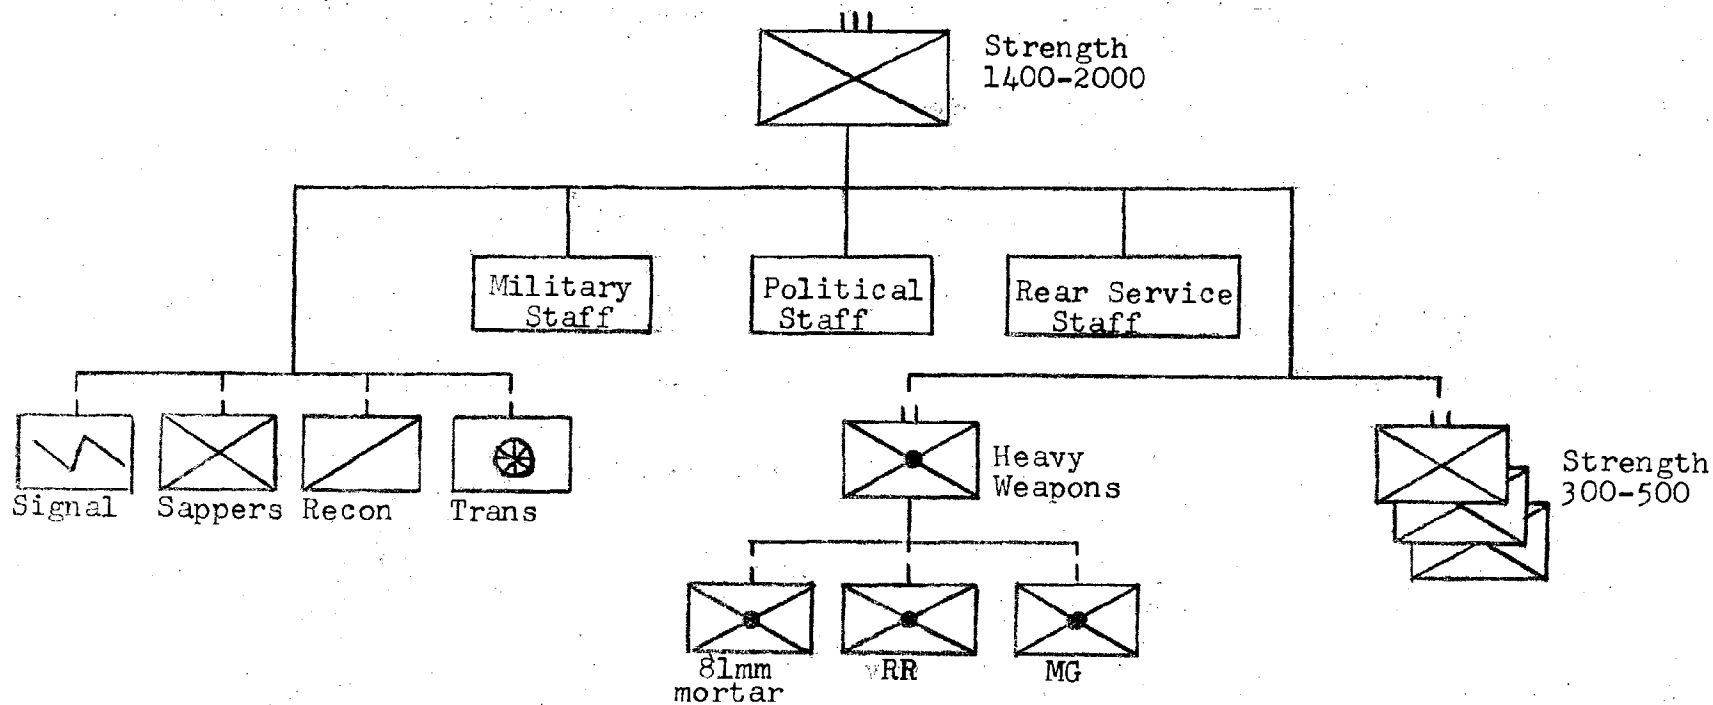 Strength
1400-2000
Military
Staff
Political
Staff
Rear Service
Staff
Signal
Sappers
Recon
Trans
Heavy
Weapons
Strength
300-500
81mm
mortar
RR
MG